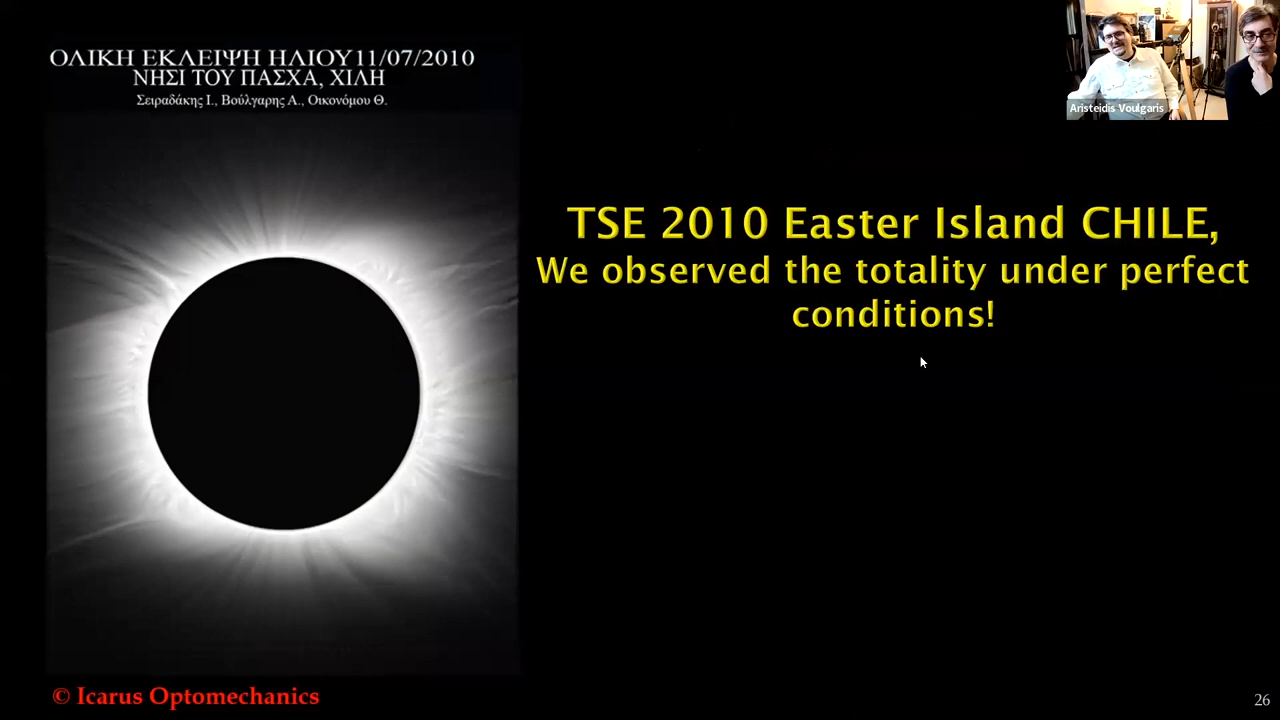 ΟΛΙΚΗ ΕΚΛΕΙΨΗ ΗΛΙΟΥ 11/07/2010
ΝΗΣΙ ΤΟΥ ΠΑΣΧΑ, ΧΙΛΗ
Σειραδάκης Ι., Βούλγαρης Α., Οικονόμου Θ.
Aristeidis Voulgaris
TSE 2010 Easter Island CHILE,
We observed the totality under perfect
conditions!
© Icarus Optomechanics
26